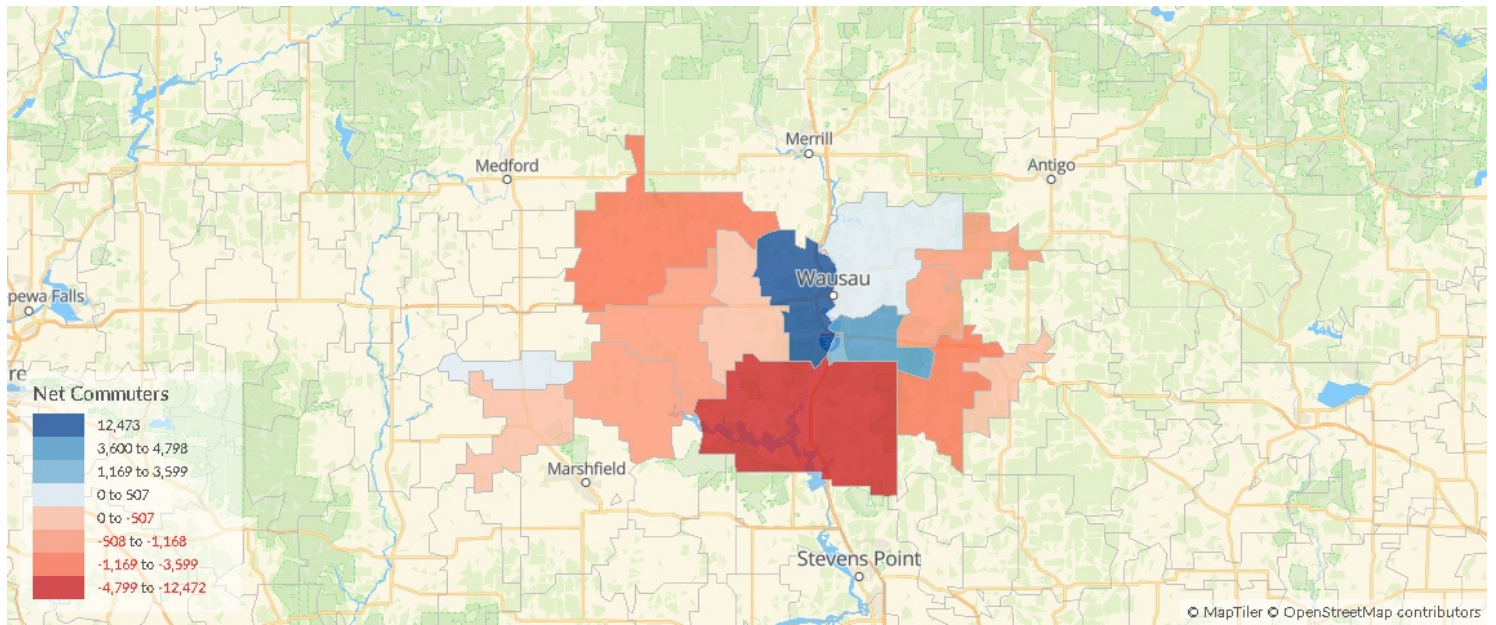 Merrill
Medford
Antigo
Wausau
pewa Falls
re
Net Commuters
12,473
3,600 to 4,798
1,169 to 3,599
0 to 507
0 to -507
-508 to -1,168
-1,169 to -3,599
-4,799 to -12,472
Marshfield
Stevens Point
© MapTiler © OpenStreetMap contributors